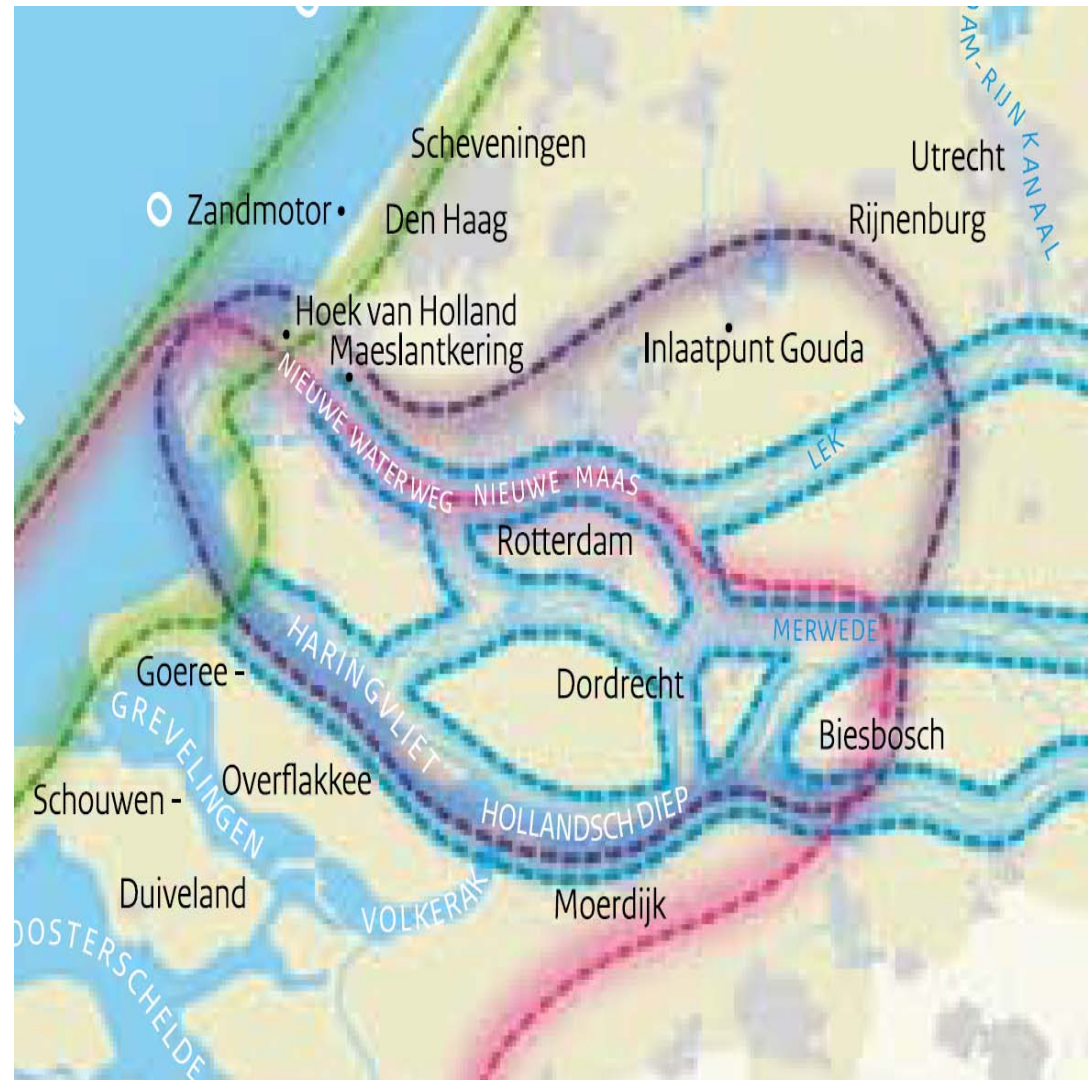 Scheveningen
Utrecht
DAM-RIJN KANAAL
Zandmotor
Den Haag
Rijnenburg
Hoek van Holland
Maeslantkering
Inlaatpunt Gouda
NIEUWE WATERWEG
NIEUWE MAAS
LEK
Rotterdam
MERWEDE
HARINGVLIET
Goeree -
Dordrecht
GREVELINGEN
Biesbosch
Overflakkee
Schouwen -
HOLLANDSCH DIEP
Duiveland
VOLKERAK
Moerdijk
OOSTERSCHELDE